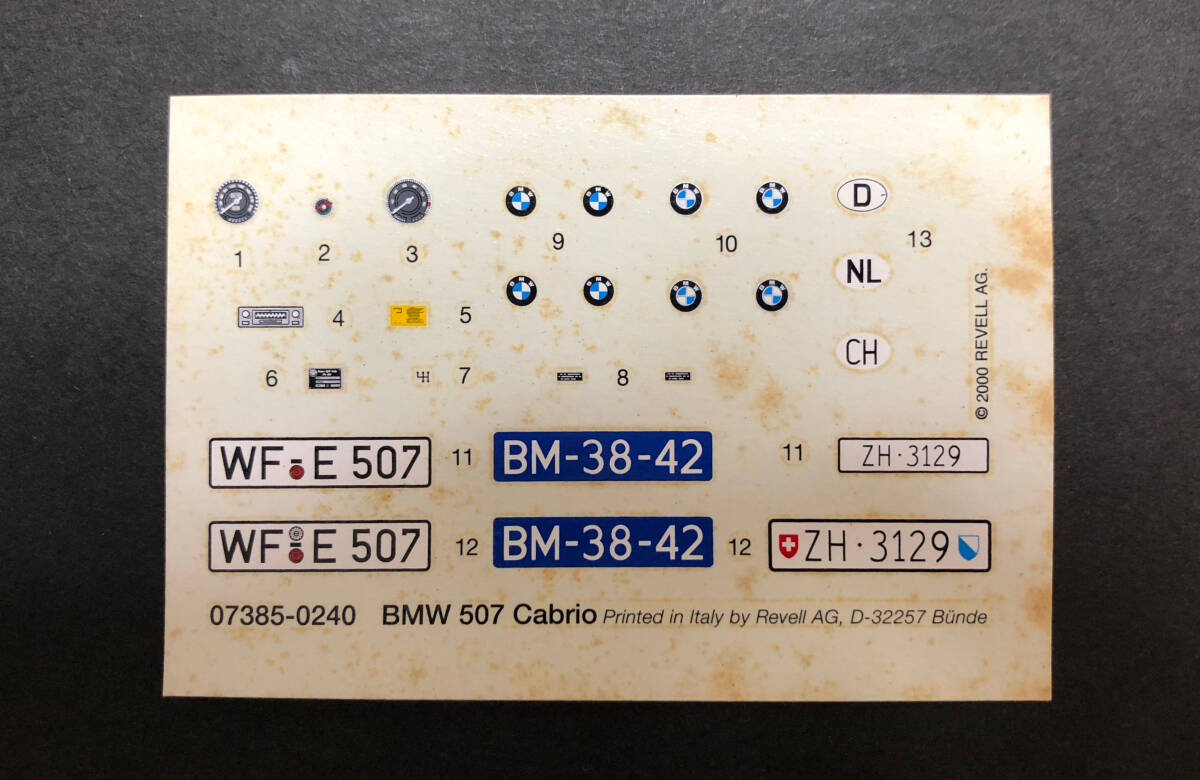 D
9
10
13
1
2
3
NL
4
5
CH
6
7
8
© 2000 REVELL AG.
WF-E 507
11
BM-38-42
11
ZH·3129
WF E 507
12
BM-38-42
12
ZH·3129
07385-0240 BMW 507 Cabrio Printed in Italy by Revell AG, D-32257 Bünde